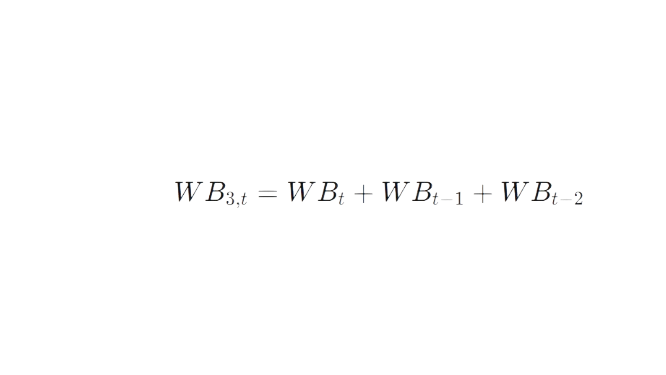 $WB_{3,t} = WB_t + WB_{t-1} + WB_{t-2}$